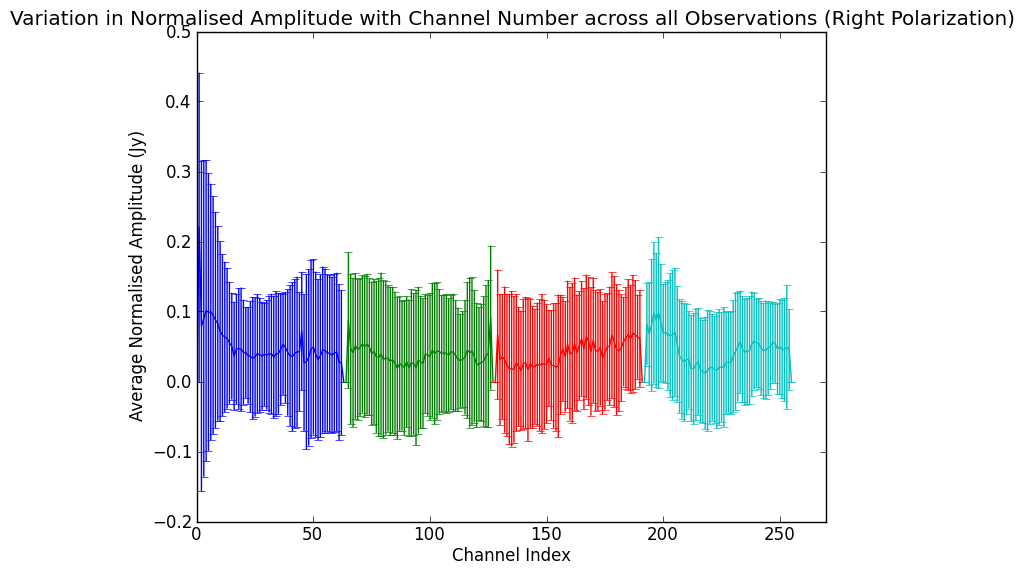 Variation in Normalised Amplitude with Channel Number across all Observations (Right Polarization)
0.5
0.4
0.3
0.2
0.1
0.0
−0.1
−0.2
Average Normalised Amplitude (Jy)
0 50 100 150 200 250
Channel Index